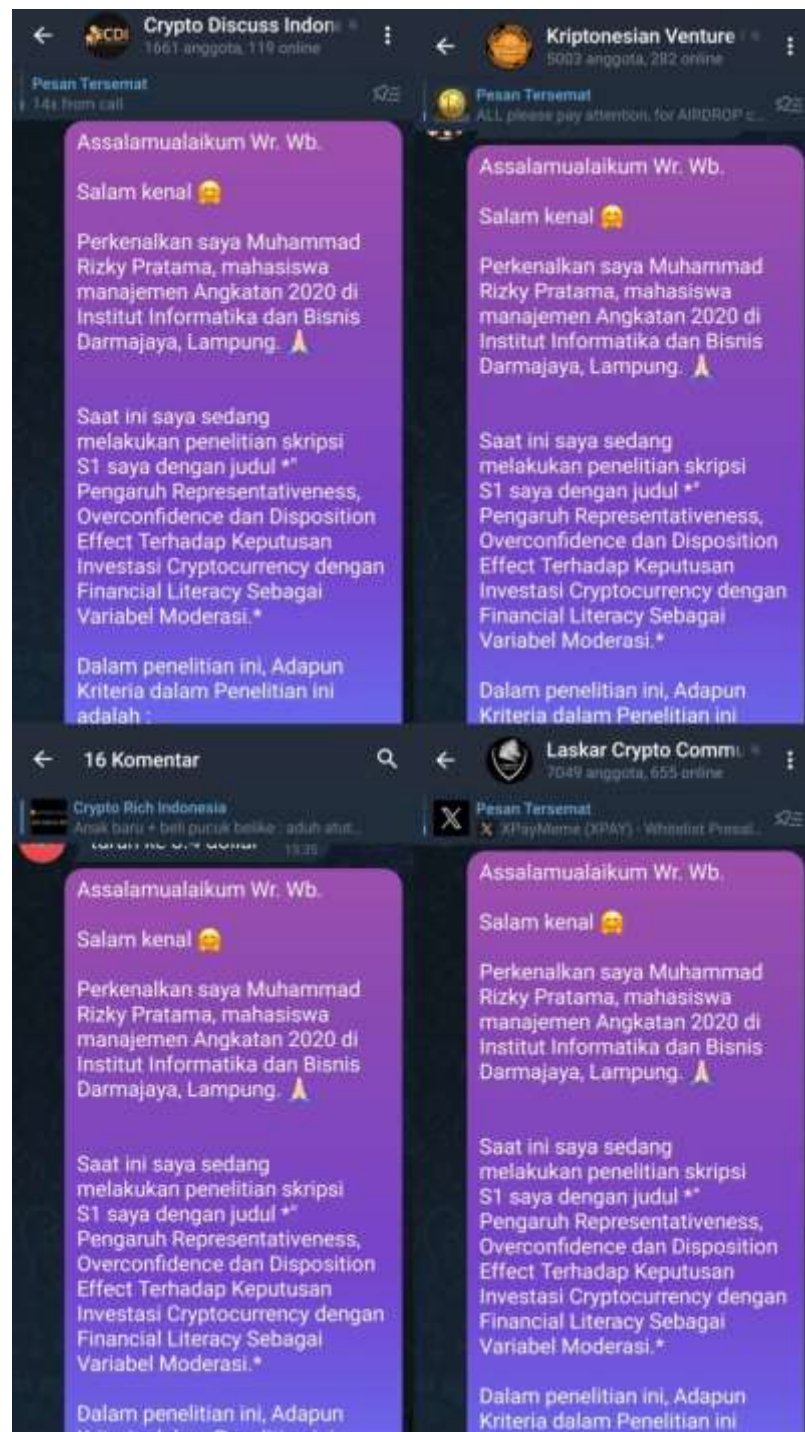 Crypto Discuss Indon
1661 anggota, 119 online
Pesan Tersemat
14s from call
Assalamualaikum Wr. Wb.
Salam kenal 🤗
Perkenalkan saya Muhammad
Rizky Pratama, mahasiswa
manajemen Angkatan 2020 di
Institut Informatika dan Bisnis
Darmajaya, Lampung. 🙏🏻
Saat ini saya sedang
melakukan penelitian skripsi
S1 saya dengan judul *"
Pengaruh Representativeness,
Overconfidence dan Disposition
Effect Terhadap Keputusan
Investasi Cryptocurrency dengan
Financial Literacy Sebagai
Variabel Moderasi.*
Dalam penelitian ini, Adapun
Kriteria dalam Penelitian ini
adalah :
Kriptonesian Venture
5003 anggota, 282 online
Pesan Tersemat
ALL please pay attention, for AIRDROP c...
Assalamualaikum Wr. Wb.
Salam kenal 🤗
Perkenalkan saya Muhammad
Rizky Pratama, mahasiswa
manajemen Angkatan 2020 di
Institut Informatika dan Bisnis
Darmajaya, Lampung. 🙏🏻
Saat ini saya sedang
melakukan penelitian skripsi
S1 saya dengan judul *"
Pengaruh Representativeness,
Overconfidence dan Disposition
Effect Terhadap Keputusan
Investasi Cryptocurrency dengan
Financial Literacy Sebagai
Variabel Moderasi.*
Dalam penelitian ini, Adapun
Kriteria dalam Penelitian ini
16 Komentar
Crypto Rich Indonesia
Anak baru + beli pucuk belike : aduh atut...
turun ke 0.4 dollar
Assalamualaikum Wr. Wb.
Salam kenal 🤗
Perkenalkan saya Muhammad
Rizky Pratama, mahasiswa
manajemen Angkatan 2020 di
Institut Informatika dan Bisnis
Darmajaya, Lampung. 🙏🏻
Saat ini saya sedang
melakukan penelitian skripsi
S1 saya dengan judul *"
Pengaruh Representativeness,
Overconfidence dan Disposition
Effect Terhadap Keputusan
Investasi Cryptocurrency dengan
Financial Literacy Sebagai
Variabel Moderasi.*
Dalam penelitian ini, Adapun
Laskar Crypto Commu
7049 anggota, 655 online
Pesan Tersemat
XPayMeme (XPAY) - Whitelist Presal...
Assalamualaikum Wr. Wb.
Salam kenal 🤗
Perkenalkan saya Muhammad
Rizky Pratama, mahasiswa
manajemen Angkatan 2020 di
Institut Informatika dan Bisnis
Darmajaya, Lampung. 🙏🏻
Saat ini saya sedang
melakukan penelitian skripsi
S1 saya dengan judul *"
Pengaruh Representativeness,
Overconfidence dan Disposition
Effect Terhadap Keputusan
Investasi Cryptocurrency dengan
Financial Literacy Sebagai
Variabel Moderasi.*
Dalam penelitian ini, Adapun
Kriteria dalam Penelitian ini